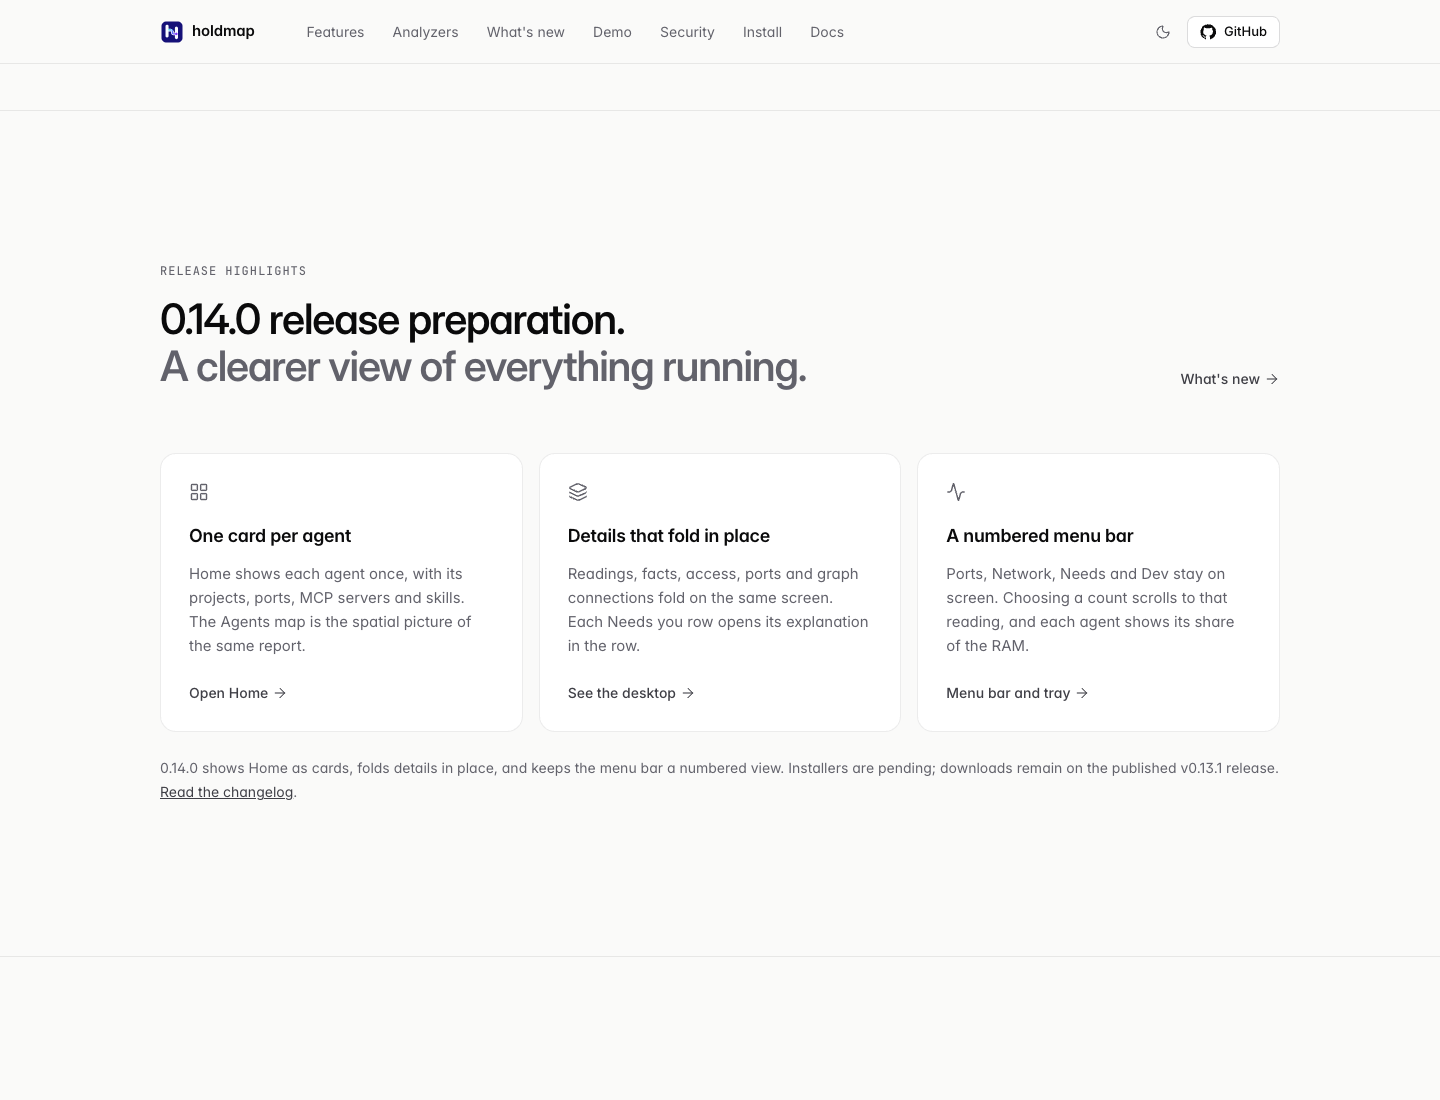 holdmap
Features
Analyzers
What's new
Demo
Security
Install
Docs
GitHub
RELEASE HIGHLIGHTS
0.14.0 release preparation.
A clearer view of everything running.
What's new →
One card per agent
Home shows each agent once, with its
projects, ports, MCP servers and skills.
The Agents map is the spatial picture of
the same report.
Open Home →
Details that fold in place
Readings, facts, access, ports and graph
connections fold on the same screen.
Each Needs you row opens its explanation
in the row.
See the desktop →
A numbered menu bar
Ports, Network, Needs and Dev stay on
screen. Choosing a count scrolls to that
reading, and each agent shows its share
of the RAM.
Menu bar and tray →
0.14.0 shows Home as cards, folds details in place, and keeps the menu bar a numbered view. Installers are pending; downloads remain on the published v0.13.1 release.
Read the changelog.